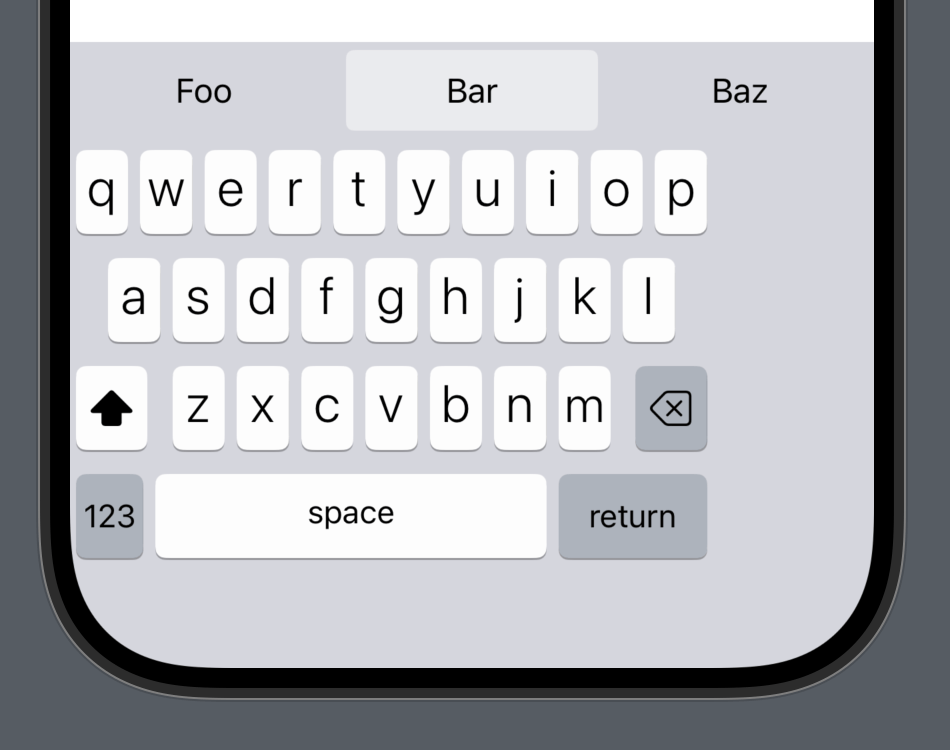 Foo Bar Baz
q w e r t y u i o p
a s d f g h j k l
z x c v b n m
123 space return